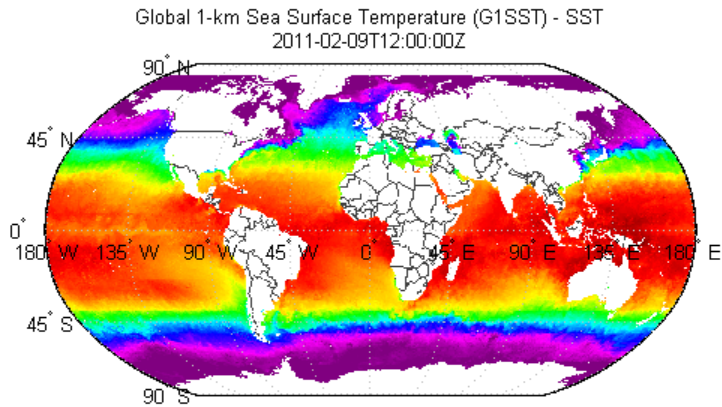 Global 1-km Sea Surface Temperature (G1SST) - SST
2011-02-09T12:00:00Z
90° N
45° N
0°
180° W 135° W 90° W 45° W 0° 45° E 90° E 135° E 180° E
45° S
90° S